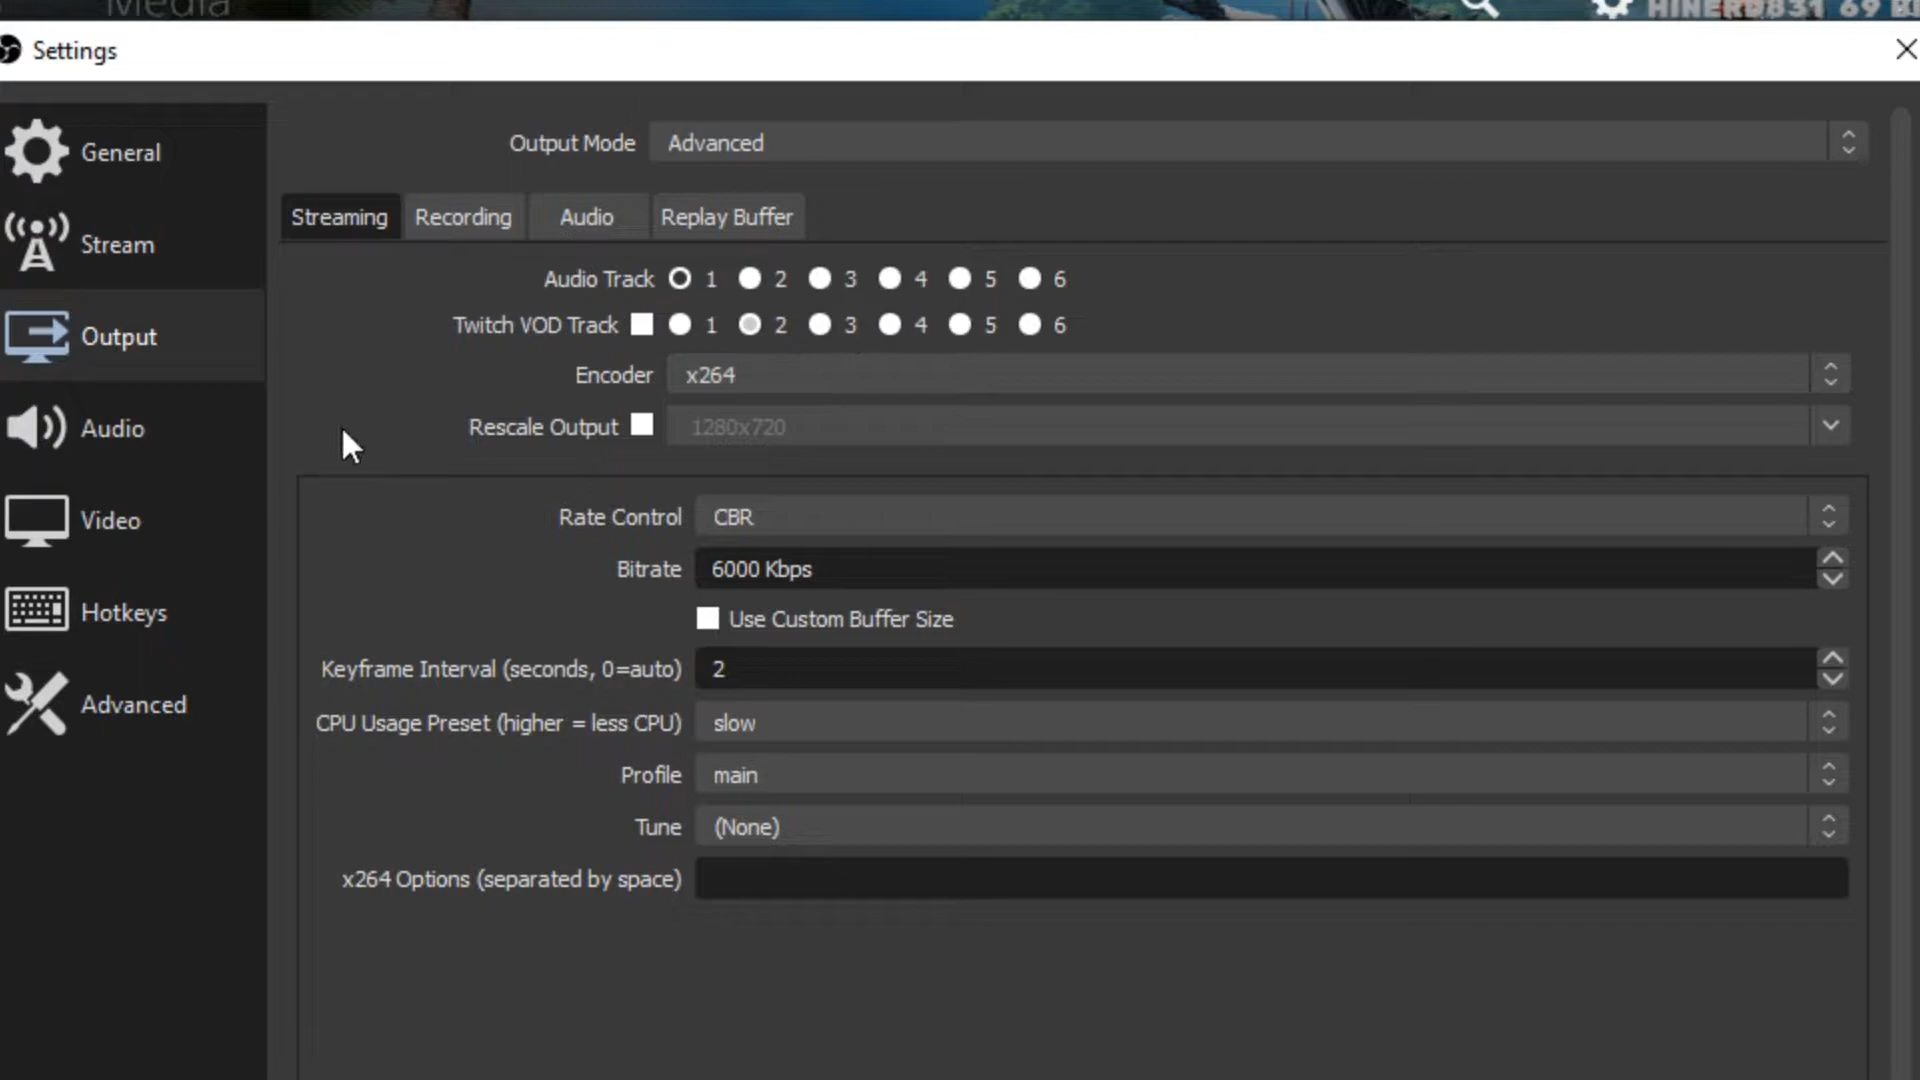 Media
HINERD831 69
Settings
General
Stream
Output
Audio
Video
Hotkeys
Advanced
Output Mode Advanced
Streaming Recording Audio Replay Buffer
Audio Track 1 2 3 4 5 6
Twitch VOD Track 1 2 3 4 5 6
Encoder x264
Rescale Output 1280x720
Rate Control CBR
Bitrate 6000 Kbps
Use Custom Buffer Size
Keyframe Interval (seconds, 0=auto) 2
CPU Usage Preset (higher = less CPU) slow
Profile main
Tune (None)
x264 Options (separated by space)